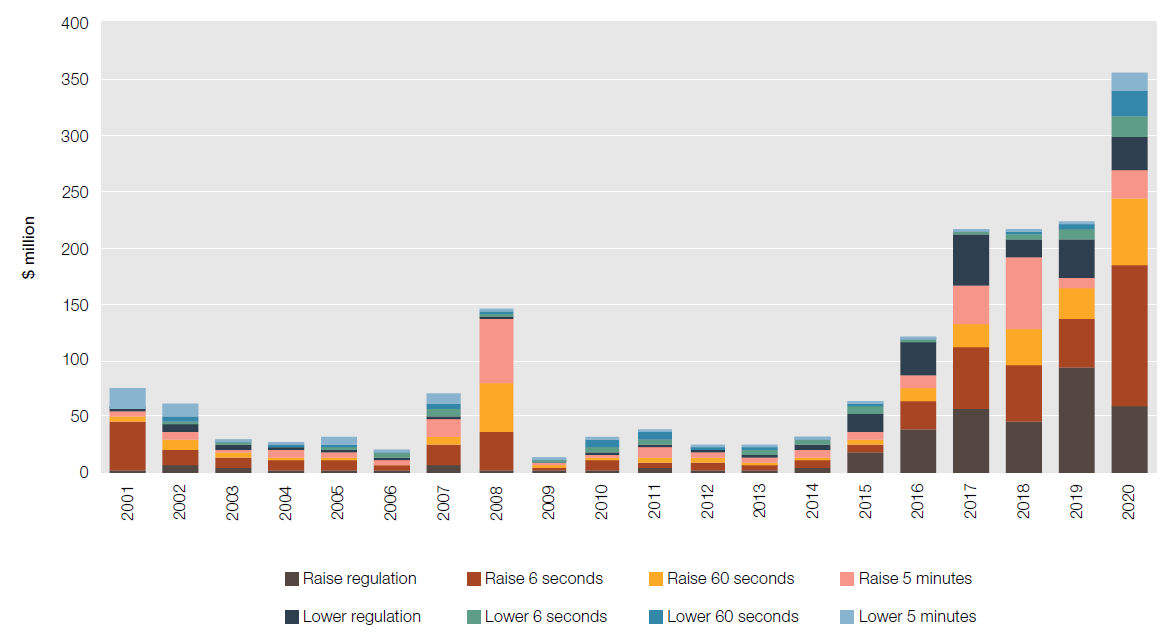 400
350
300
250
200
150
100
50
0
$ million
2001 2002 2003 2004 2005 2006 2007 2008 2009 2010 2011 2012 2013 2014 2015 2016 2017 2018 2019 2020
Raise regulation Raise 6 seconds Raise 60 seconds Raise 5 minutes
Lower regulation Lower 6 seconds Lower 60 seconds Lower 5 minutes